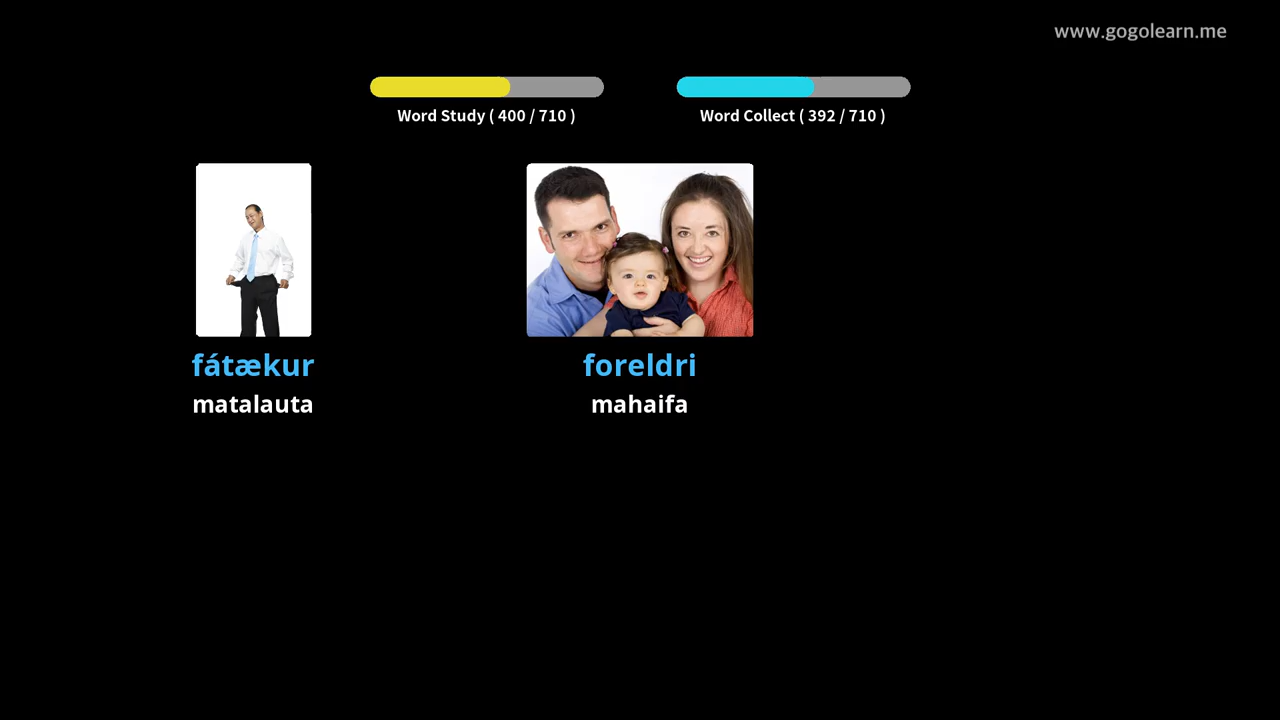 www.gogolearn.me
Word Study ( 400 / 710 )
Word Collect ( 392 / 710 )
fátækur
matalauta
foreldri
mahaifa